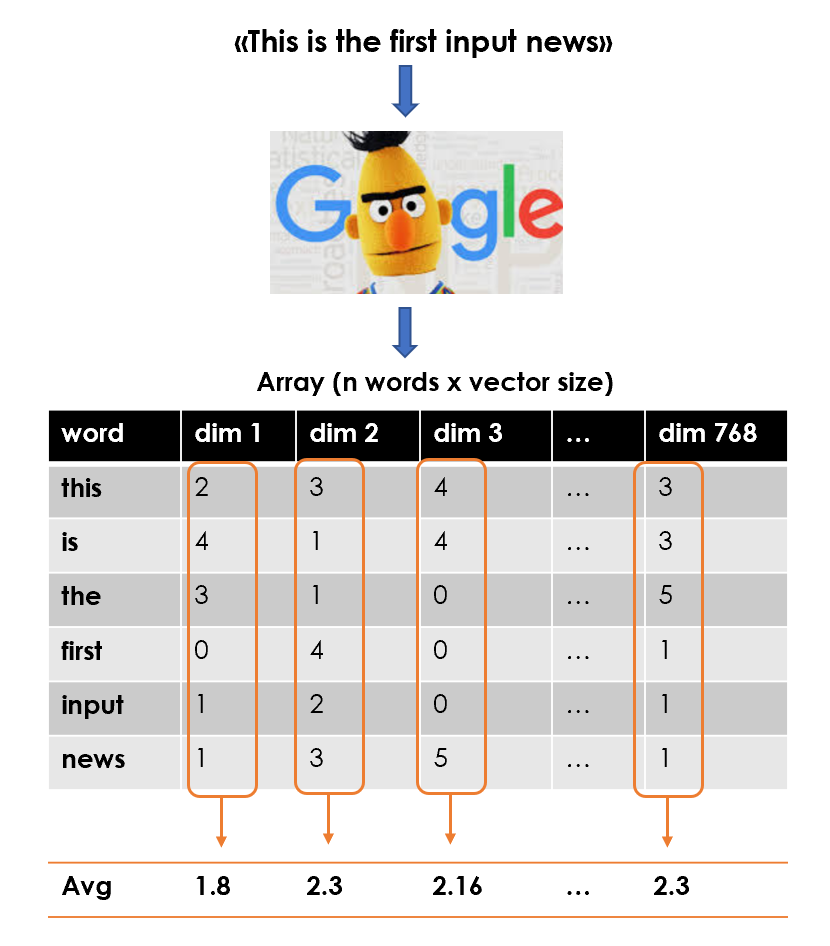 «This is the first input news»
Google
Array (n words x vector size)
word dim 1 dim 2 dim 3 ... dim 768
this 2 3 4 ... 3
is 4 1 4 ... 3
the 3 1 0 ... 5
first 0 4 0 ... 1
input 1 2 0 ... 1
news 1 3 5 ... 1
Avg 1.8 2.3 2.16 ... 2.3